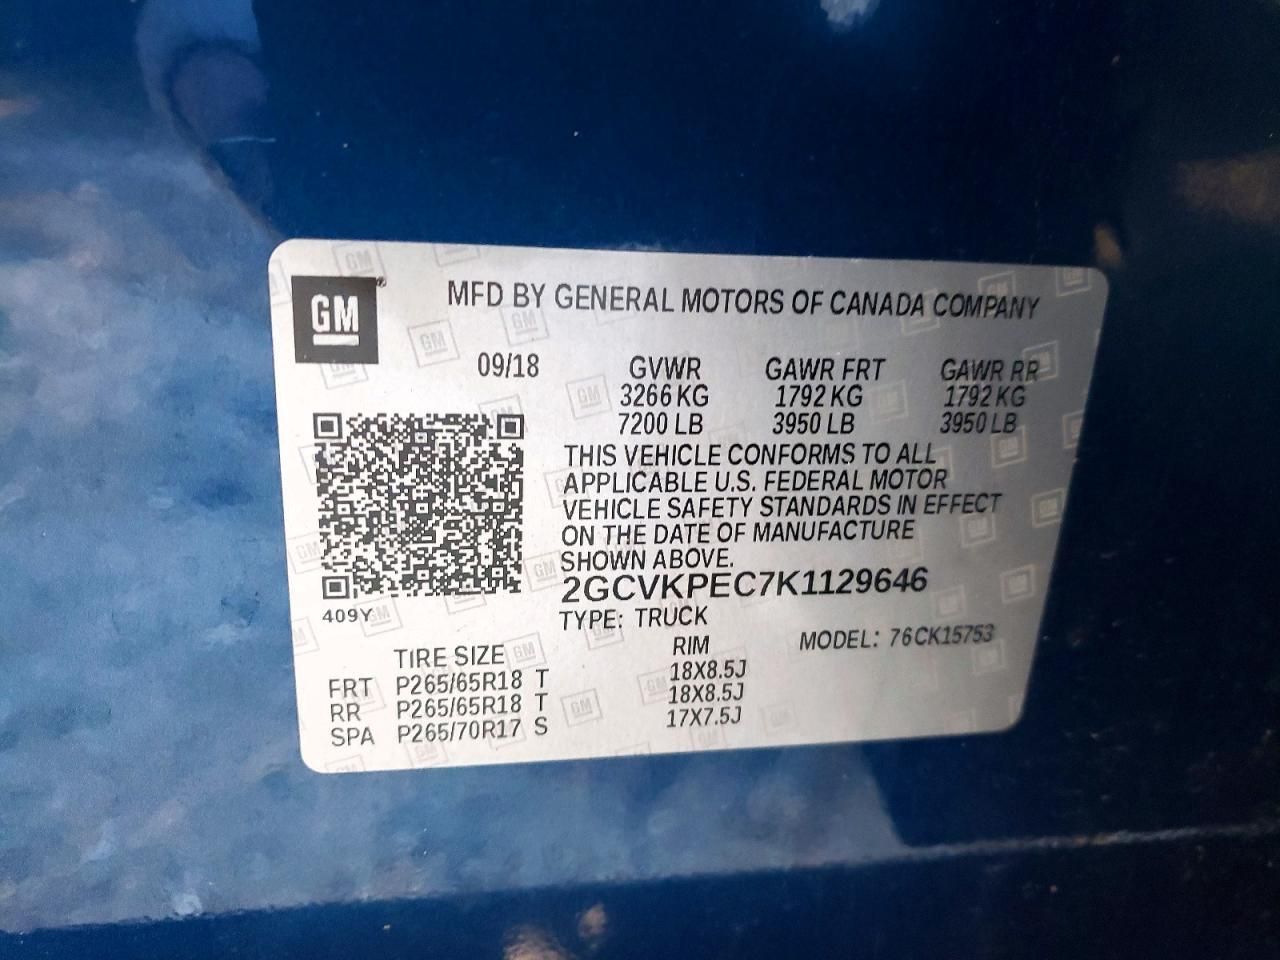 GM
MFD BY GENERAL MOTORS OF CANADA COMPANY
09/18 GVWR GAWR FRT GAWR RR
3266 KG 1792 KG 1792 KG
7200 LB 3950 LB 3950 LB
THIS VEHICLE CONFORMS TO ALL
APPLICABLE U.S. FEDERAL MOTOR
VEHICLE SAFETY STANDARDS IN EFFECT
ON THE DATE OF MANUFACTURE
SHOWN ABOVE.
2GCVKPEC7K1129646
409Y
TYPE: TRUCK
MODEL: 76CK15753
TIRE SIZE RIM
FRT P265/65R18 T 18X8.5J
RR P265/65R18 T 18X8.5J
SPA P265/70R17 S 17X7.5J